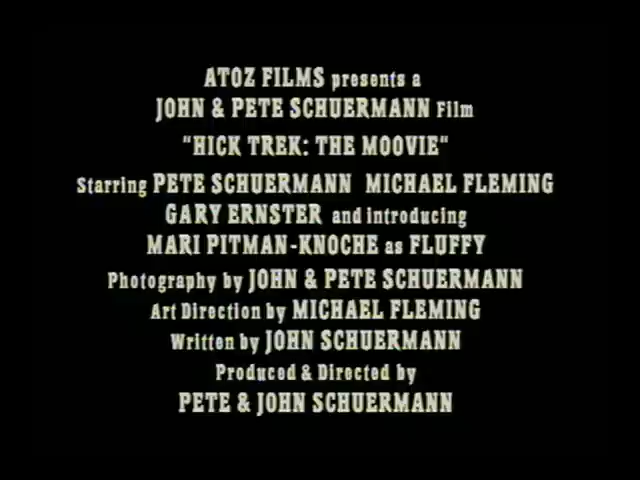 ATOZ FILMS presents a
JOHN & PETE SCHUERMANN Film
"HICK TREK: THE MOOVIE"
Starring PETE SCHUERMANN MICHAEL FLEMING
GARY ERNSTER and introducing
MARI PITMAN-KNOCHE as FLUFFY
Photography by JOHN & PETE SCHUERMANN
Art Direction by MICHAEL FLEMING
Written by JOHN SCHUERMANN
Produced & Directed by
PETE & JOHN SCHUERMANN